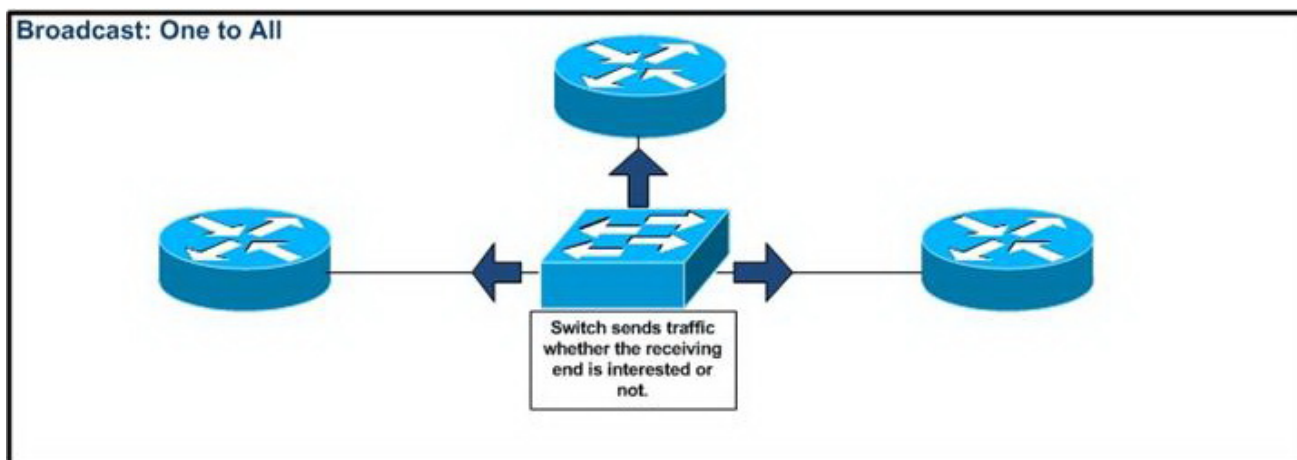 Broadcast: One to All
Switch sends traffic
whether the receiving
end is interested or
not.